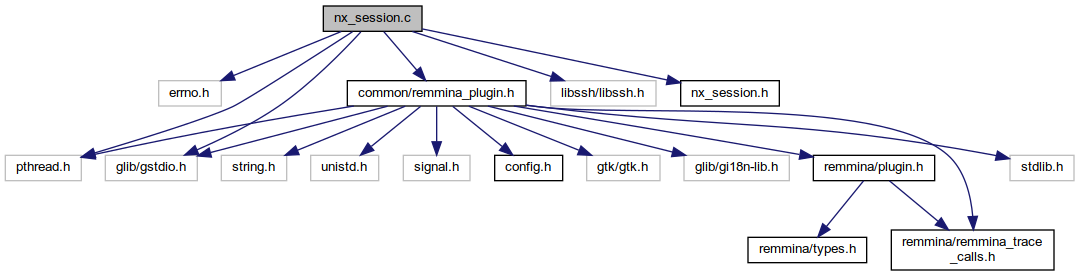 nx_session.c
errno.h
common/remmina_plugin.h
libssh/libssh.h
nx_session.h
pthread.h
glib/gstdio.h
string.h
unistd.h
signal.h
config.h
gtk/gtk.h
glib/gi18n-lib.h
remmina/plugin.h
stdlib.h
remmina/types.h
remmina/remmina_trace
_calls.h